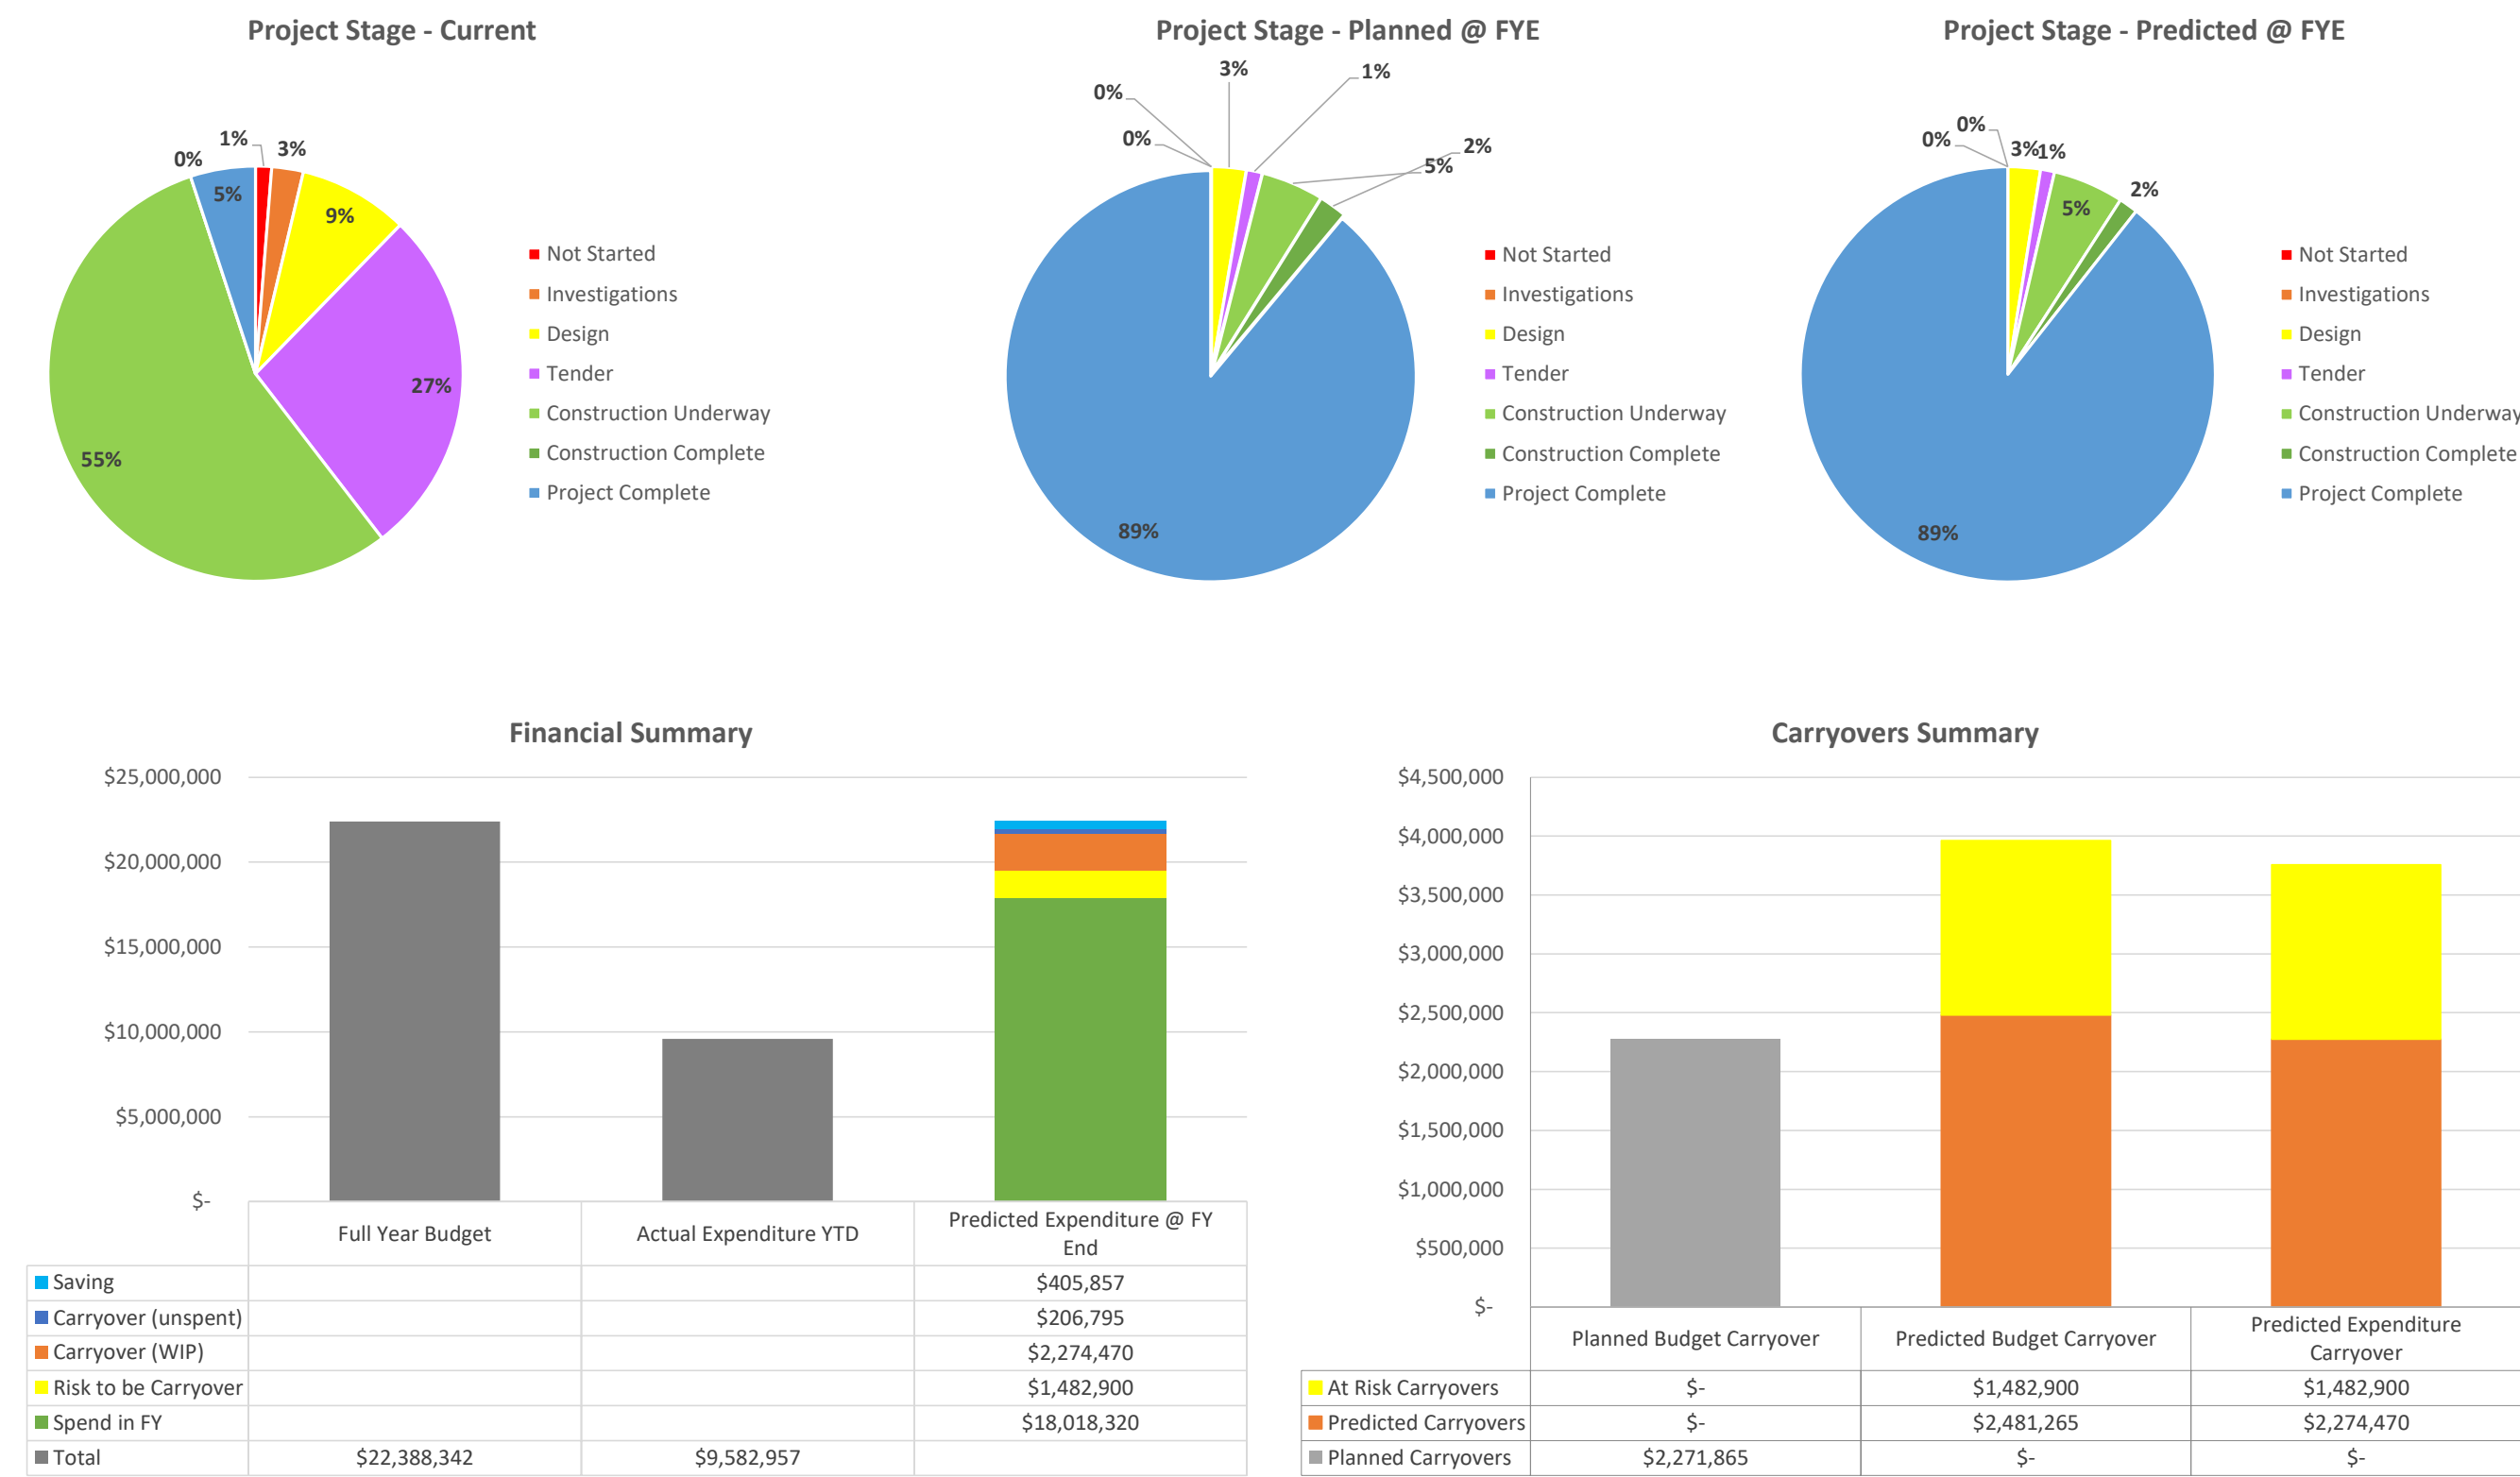 Project Stage - Current
1%
3%
0%
5%
9%
27%
55%
Not Started
Investigations
Design
Tender
Construction Underway
Construction Complete
Project Complete
Project Stage - Planned @ FYE
3%
1%
0%
0%
2%
5%
89%
Not Started
Investigations
Design
Tender
Construction Underway
Construction Complete
Project Complete
Project Stage - Predicted @ FYE
0%
0%
3%
1%
2%
5%
89%
Not Started
Investigations
Design
Tender
Construction Underway
Construction Complete
Project Complete
Financial Summary
$25,000,000
$20,000,000
$15,000,000
$10,000,000
$5,000,000
$-
Full Year Budget
Actual Expenditure YTD
Predicted Expenditure @ FY
End
Saving $405,857
Carryover (unspent) $206,795
Carryover (WIP) $2,274,470
Risk to be Carryover $1,482,900
Spend in FY $18,018,320
Total $22,388,342 $9,582,957
Carryovers Summary
$4,500,000
$4,000,000
$3,500,000
$3,000,000
$2,500,000
$2,000,000
$1,500,000
$1,000,000
$500,000
$-
Planned Budget Carryover
Predicted Budget Carryover
Predicted Expenditure
Carryover
At Risk Carryovers $- $1,482,900 $1,482,900
Predicted Carryovers $- $2,481,265 $2,274,470
Planned Carryovers $2,271,865 $- $-